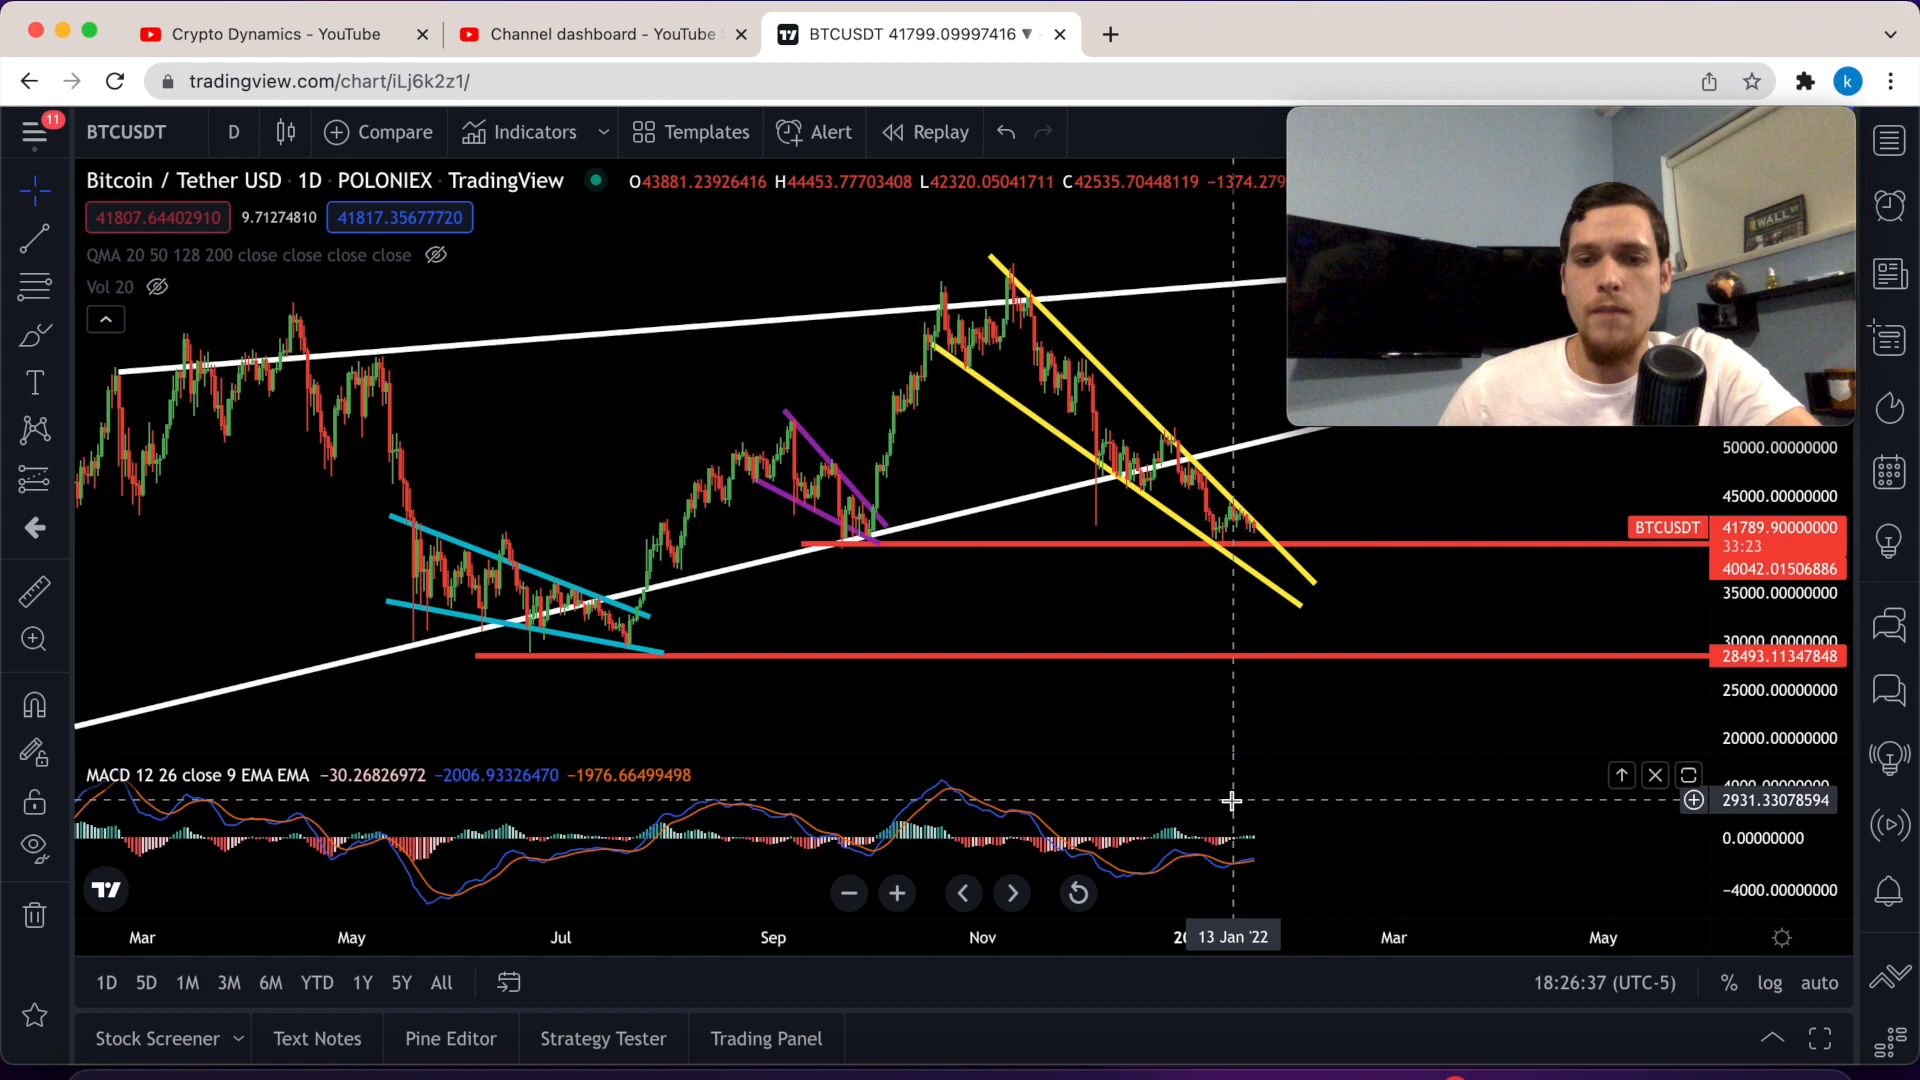 Crypto Dynamics - YouTube
Channel dashboard - YouTube
BTCUSDT 41799.09997416 ▼
tradingview.com/chart/iLj6k2z1/
k
11
BTCUSDT
D
Compare
Indicators
Templates
Alert
Replay
Bitcoin / Tether USD · 1D · POLONIEX · TradingView
O43881.23926416 H44453.77703408 L42320.05041711 C42535.70448119 −1374.279
41807.64402910
9.71274810
41817.35677720
QMA 20 50 128 200 close close close close
Vol 20
WALL
50000.00000000
45000.00000000
BTCUSDT
41789.90000000
33:23
40042.01506886
35000.00000000
30000.00000000
28493.11347848
25000.00000000
20000.00000000
MACD 12 26 close 9 EMA EMA −30.26826972 −2006.93326470 −1976.66499498
2931.33078594
0.00000000
−4000.00000000
Mar
May
Jul
Sep
Nov
13 Jan '22
Mar
May
1D
5D
1M
3M
6M
YTD
1Y
5Y
All
18:26:37 (UTC-5)
%
log
auto
Stock Screener
Text Notes
Pine Editor
Strategy Tester
Trading Panel